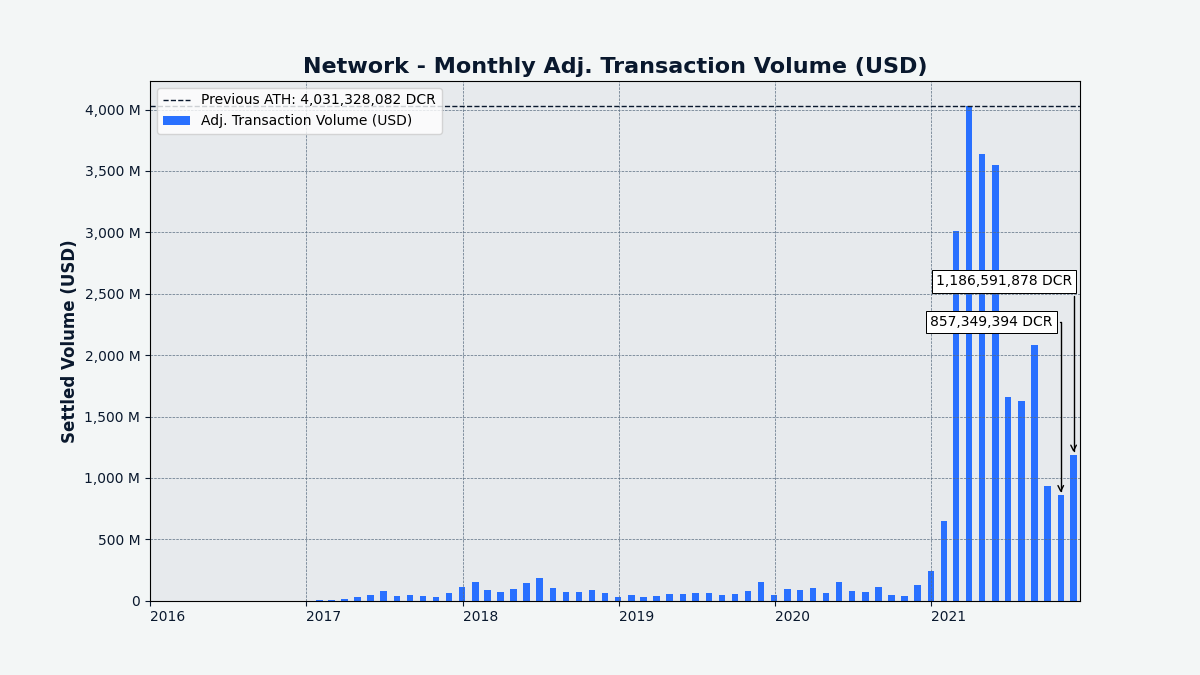 Network - Monthly Adj. Transaction Volume (USD)
Previous ATH: 4,031,328,082 DCR
Adj. Transaction Volume (USD)
Settled Volume (USD)
4,000 M
3,500 M
3,000 M
2,500 M
2,000 M
1,500 M
1,000 M
500 M
0
1,186,591,878 DCR
857,349,394 DCR
2016 2017 2018 2019 2020 2021